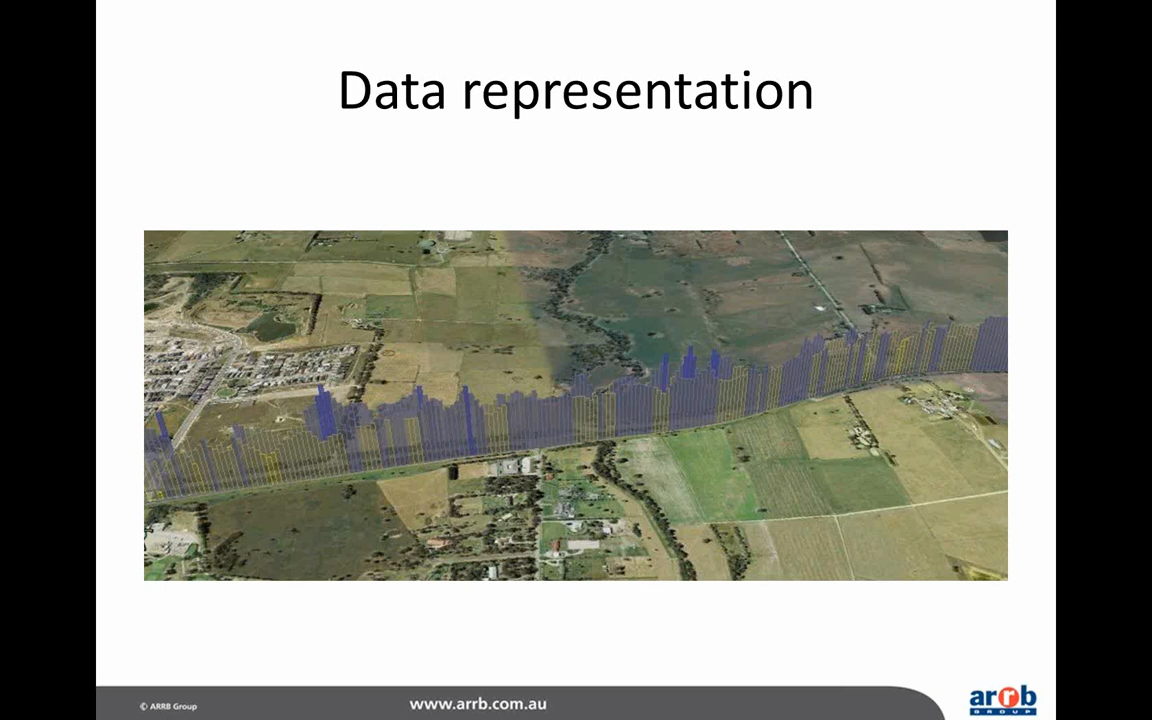 Data representation
© ARRB Group
www.arrb.com.au
arrb
GROUP